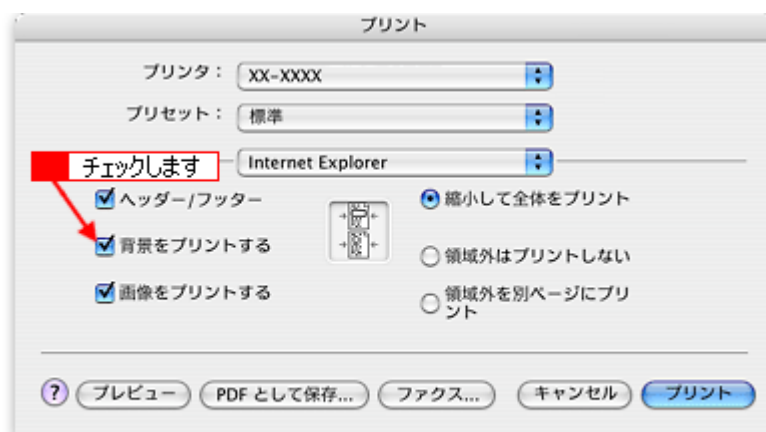 プリント
プリンタ： XX-XXXX
プリセット： 標準
チェックします Internet Explorer
ヘッダー/フッター 縮小して全体をプリント
背景をプリントする 領域外はプリントしない
画像をプリントする 領域外を別ページにプリ
ント
? プレビュー PDF として保存... ファクス... キャンセル プリント